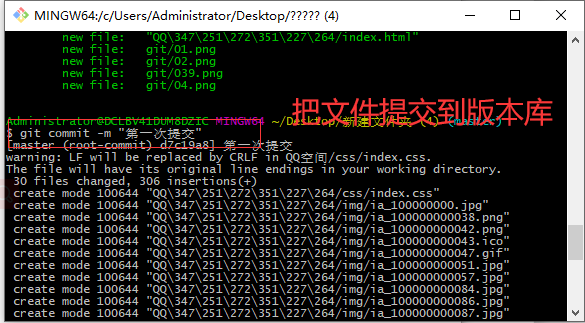 MINGW64:/c/Users/Administrator/Desktop/????? (4)
new file:   "QQ\347\251\272\351\227\264/index.html"
new file:   git/01.png
new file:   git/02.png
new file:   git/039.png
new file:   git/04.png
Administrator@DCLBV41DUM8DZIC MINGW64 ~/Desktop/新建文件夹 (4) (master)
把文件提交到版本库
$ git commit -m "第一次提交"
[master (root-commit) d7c19a8] 第一次提交
warning: LF will be replaced by CRLF in QQ空间/css/index.css.
The file will have its original line endings in your working directory.
30 files changed, 306 insertions(+)
create mode 100644 "QQ\347\251\272\351\227\264/css/index.css"
create mode 100644 "QQ\347\251\272\351\227\264/img/ia_100000000.jpg"
create mode 100644 "QQ\347\251\272\351\227\264/img/ia_1000000038.png"
create mode 100644 "QQ\347\251\272\351\227\264/img/ia_1000000042.png"
create mode 100644 "QQ\347\251\272\351\227\264/img/ia_1000000043.ico"
create mode 100644 "QQ\347\251\272\351\227\264/img/ia_1000000047.gif"
create mode 100644 "QQ\347\251\272\351\227\264/img/ia_1000000051.jpg"
create mode 100644 "QQ\347\251\272\351\227\264/img/ia_1000000057.jpg"
create mode 100644 "QQ\347\251\272\351\227\264/img/ia_1000000084.jpg"
create mode 100644 "QQ\347\251\272\351\227\264/img/ia_1000000086.jpg"
create mode 100644 "QQ\347\251\272\351\227\264/img/ia_1000000087.jpg"